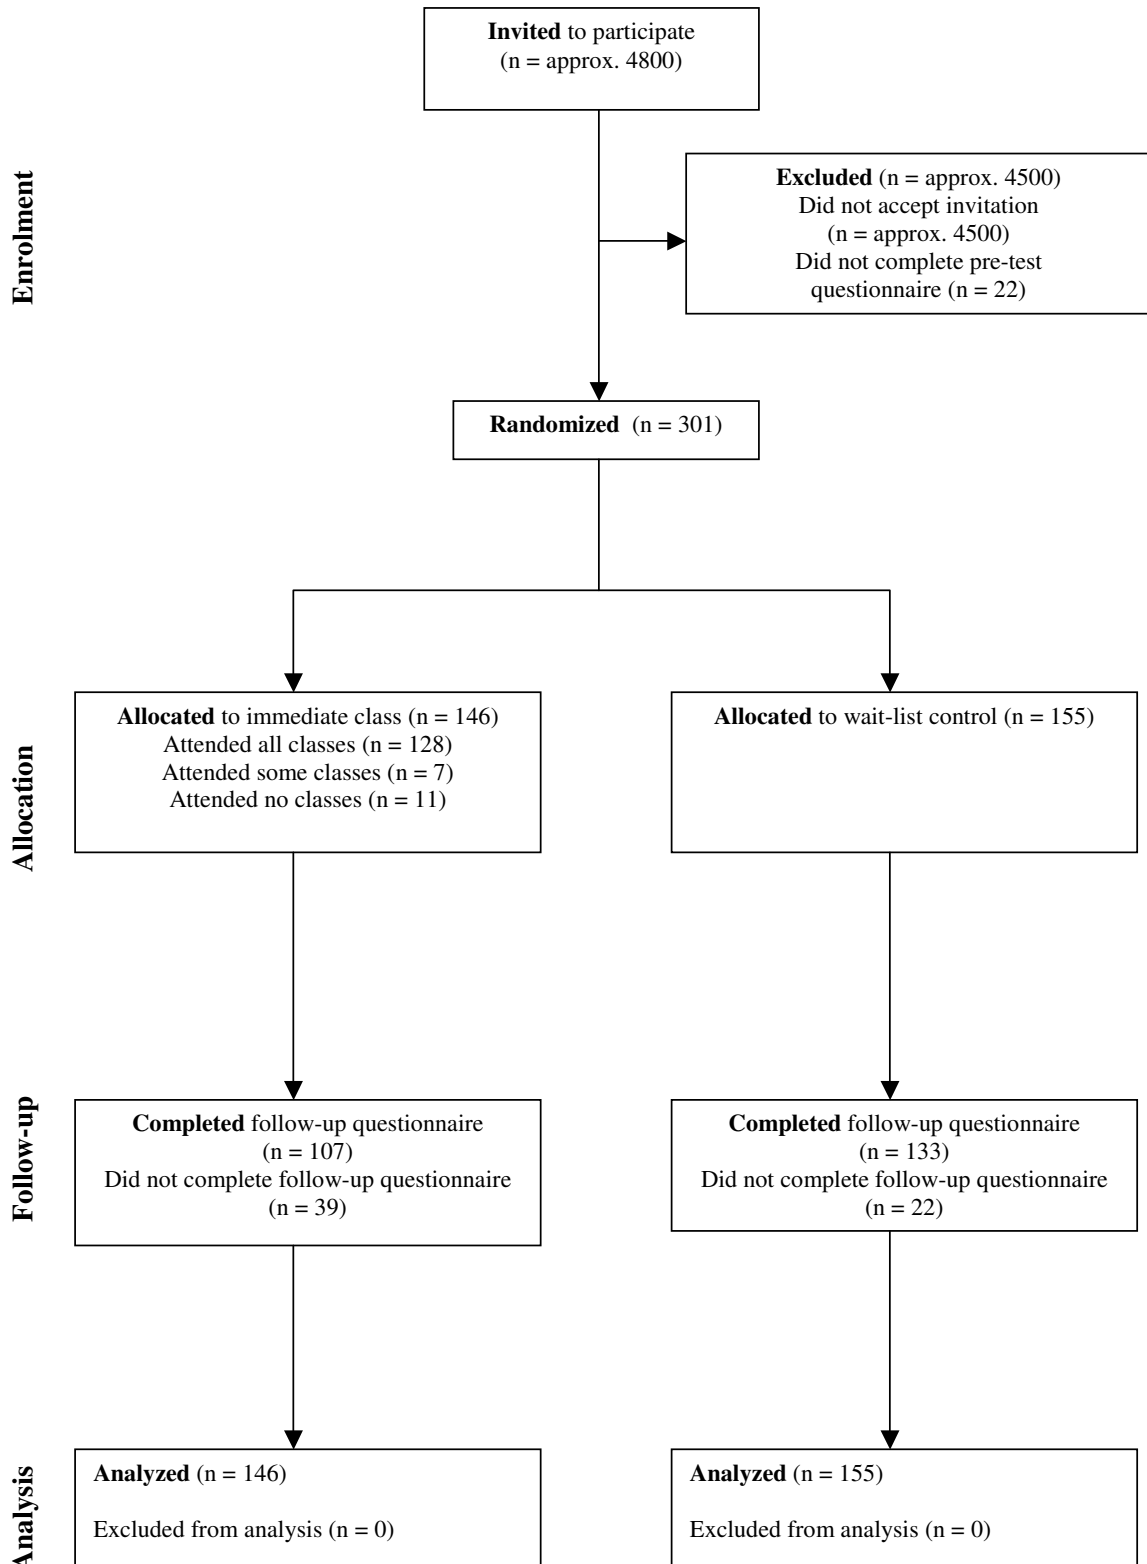 Invited to participate
(n = approx. 4800)
Enrolment
Excluded (n = approx. 4500)
Did not accept invitation
(n = approx. 4500)
Did not complete pre-test
questionnaire (n = 22)
Randomized (n = 301)
Allocation
Allocated to immediate class (n = 146)
Attended all classes (n = 128)
Attended some classes (n = 7)
Attended no classes (n = 11)
Allocated to wait-list control (n = 155)
Follow-up
Completed follow-up questionnaire
(n = 107)
Did not complete follow-up questionnaire
(n = 39)
Completed follow-up questionnaire
(n = 133)
Did not complete follow-up questionnaire
(n = 22)
Analysis
Analyzed (n = 146)
Excluded from analysis (n = 0)
Analyzed (n = 155)
Excluded from analysis (n = 0)